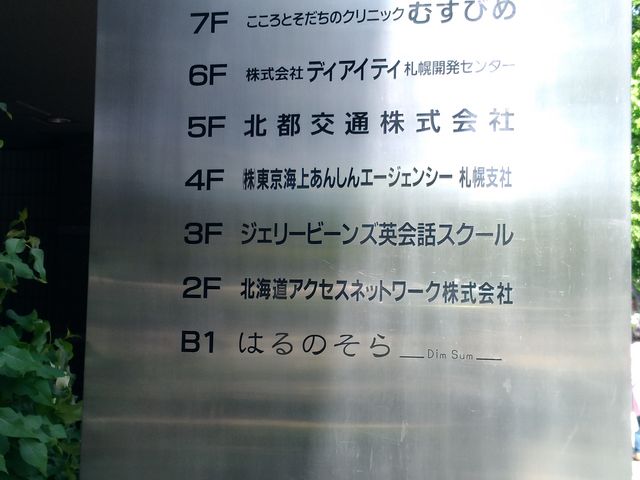 7F こころとそだちのクリニック むすびめ
6F 株式会社 ディアイティ 札幌開発センター
5F 北都交通株式会社
4F 株東京海上あんしんエージェンシー 札幌支社
3F ジェリービーンズ英会話スクール
2F 北海道アクセスネットワーク株式会社
B1 はるのそら Dim Sum